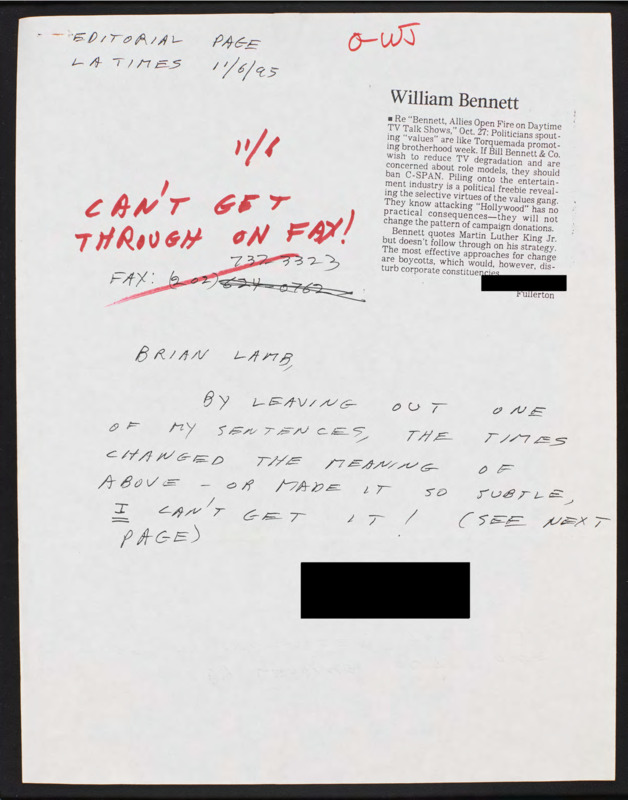 EDITORIAL PAGE
LA TIMES 11/6/95
O-WJ
William Bennett
■ Re "Bennett, Allies Open Fire on Daytime
TV Talk Shows," Oct. 27: Politicians spout-
ing "values" are like Torquemada promot-
ing brotherhood week. If Bill Bennett & Co.
wish to reduce TV degradation and are
concerned about role models, they should
ban C-SPAN. Piling onto the entertain-
ment industry is a political freebie reveal-
ing the selective virtues of the values gang.
They know attacking "Hollywood" has no
practical consequences—they will not
change the pattern of campaign donations.
Bennett quotes Martin Luther King Jr.
but doesn't follow through on his strategy.
The most effective approaches for change
are boycotts, which would, however, dis-
turb corporate constituencies.
Fullerton
11/8
CAN'T GET
THROUGH ON FAX!
737 3323
FAX: (202) 624 0762
BRIAN LAMB,
BY LEAVING OUT ONE
OF MY SENTENCES, THE TIMES
CHANGED THE MEANING OF
ABOVE - OR MADE IT SO SUBTLE,
I CAN'T GET IT! (SEE NEXT
PAGE)